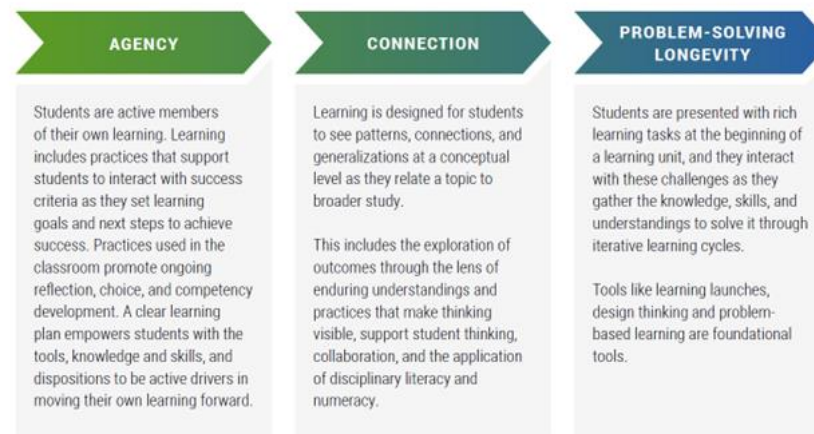 AGENCY
Students are active members
of their own learning. Learning
includes practices that support
students to interact with success
criteria as they set learning
goals and next steps to achieve
success. Practices used in the
classroom promote ongoing
reflection, choice, and competency
development. A clear learning
plan empowers students with the
tools, knowledge and skills, and
dispositions to be active drivers in
moving their own learning forward.
CONNECTION
Learning is designed for students
to see patterns, connections, and
generalizations at a conceptual
level as they relate a topic to
broader study.
This includes the exploration of
outcomes through the lens of
enduring understandings and
practices that make thinking
visible, support student thinking,
collaboration, and the application
of disciplinary literacy and
numeracy.
PROBLEM-SOLVING
LONGEVITY
Students are presented with rich
learning tasks at the beginning of
a learning unit, and they interact
with these challenges as they
gather the knowledge, skills, and
understandings to solve it through
iterative learning cycles.
Tools like learning launches,
design thinking and problem-
based learning are foundational
tools.